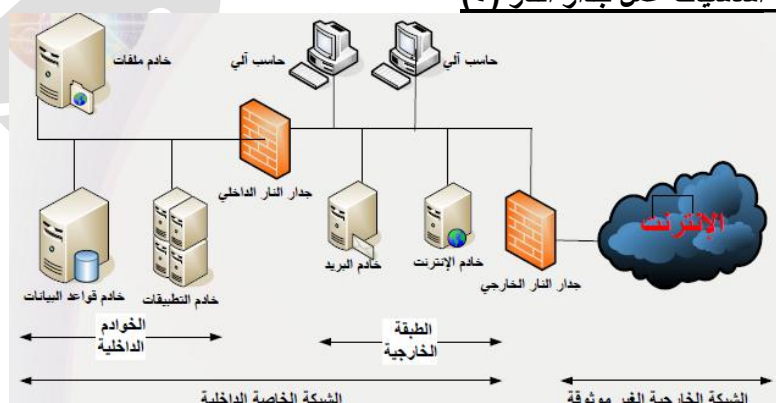 خادم ملفات
حاسب آلي
حاسب آلي
جدار النار الداخلي
خادم قواعد البيانات
خادم التطبيقات
خادم البريد
خادم الإنترنت
جدار النار الخارجي
الإنترنت
الخوادم الداخلية
الطبقة الخارجية
الشبكة الخاصة الداخلية
الشبكة الخارجية الغير موثوقة